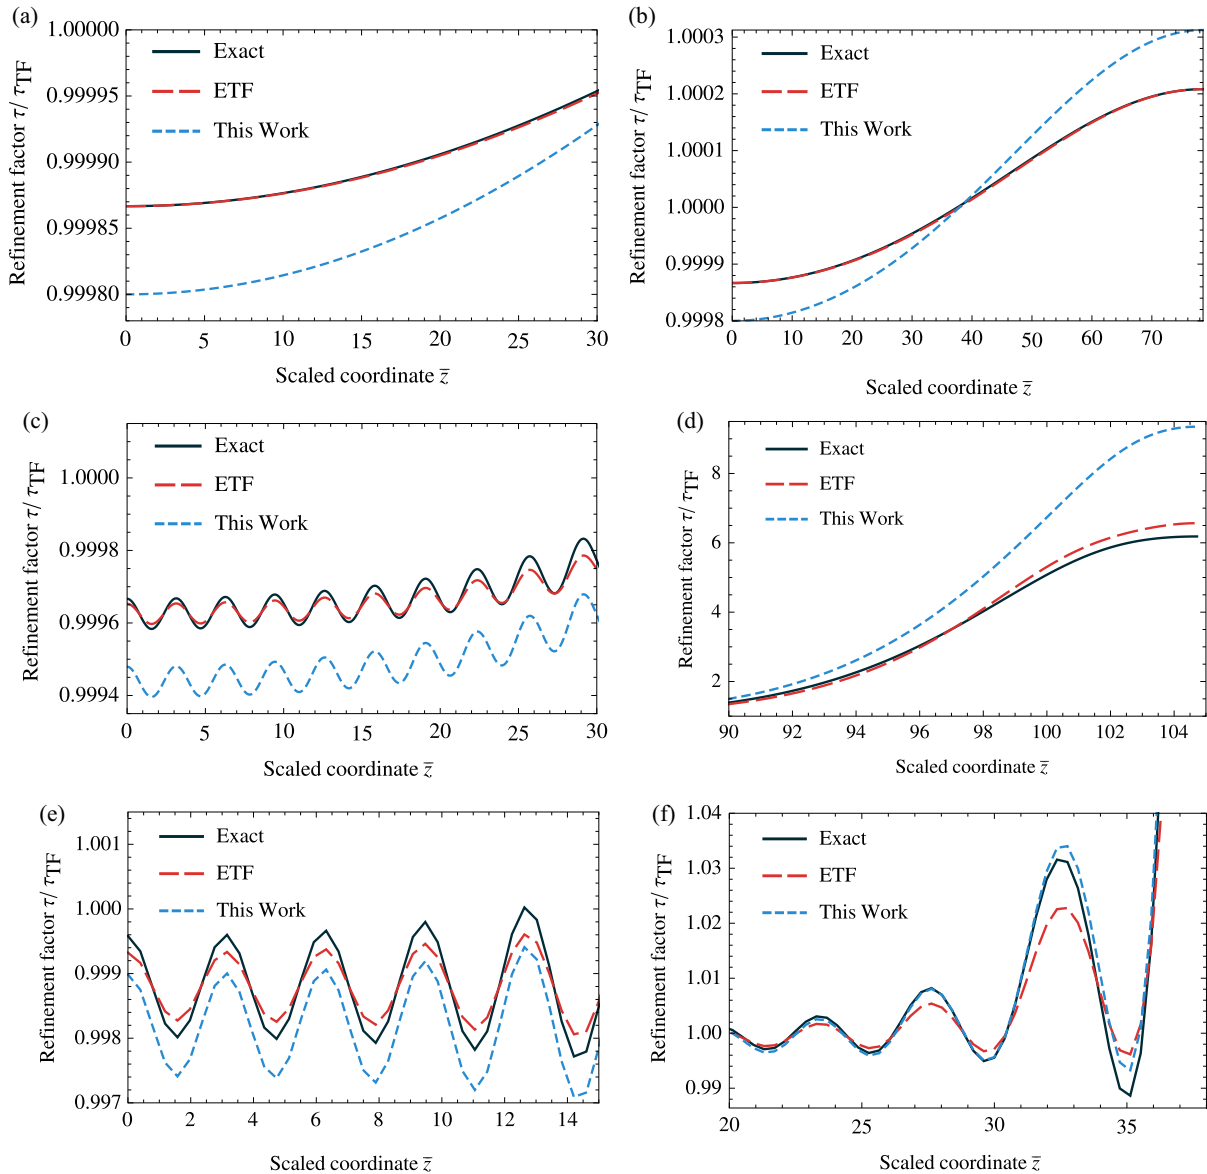 (a)
Refinement factor τ/ τTF
1.00000
0.99995
0.99990
0.99985
0.99980
Exact
ETF
This Work
0 5 10 15 20 25 30
Scaled coordinate z̅
(b)
Refinement factor τ/ τTF
1.0003
1.0002
1.0001
1.0000
0.9999
0.9998
Exact
ETF
This Work
0 10 20 30 40 50 60 70
Scaled coordinate z̅
(c)
Refinement factor τ/ τTF
1.0000
0.9998
0.9996
0.9994
Exact
ETF
This Work
0 5 10 15 20 25 30
Scaled coordinate z̅
(d)
Refinement factor τ/ τTF
8
6
4
2
Exact
ETF
This Work
90 92 94 96 98 100 102 104
Scaled coordinate z̅
(e)
Refinement factor τ/ τTF
1.001
1.000
0.999
0.998
0.997
Exact
ETF
This Work
0 2 4 6 8 10 12 14
Scaled coordinate z̅
(f)
Refinement factor τ/ τTF
1.04
1.03
1.02
1.01
1.00
0.99
Exact
ETF
This Work
20 25 30 35
Scaled coordinate z̅